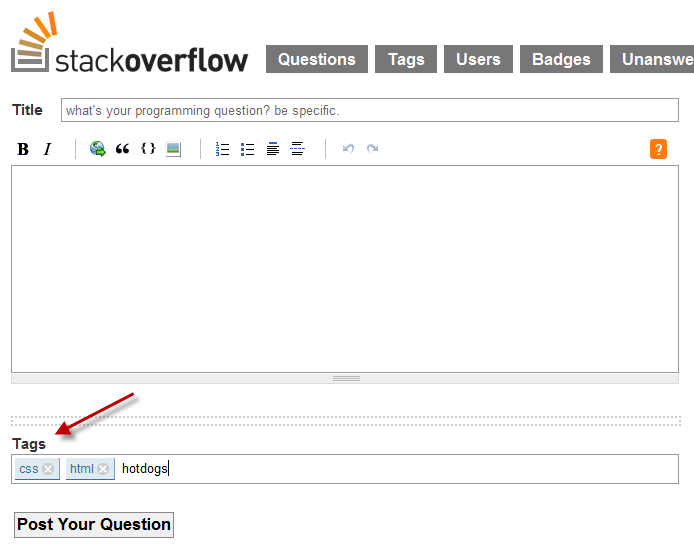 stackoverflow
Questions Tags Users Badges Unanswe
Title what's your programming question? be specific.
B I " {} ?
Tags
css html hotdogs
Post Your Question